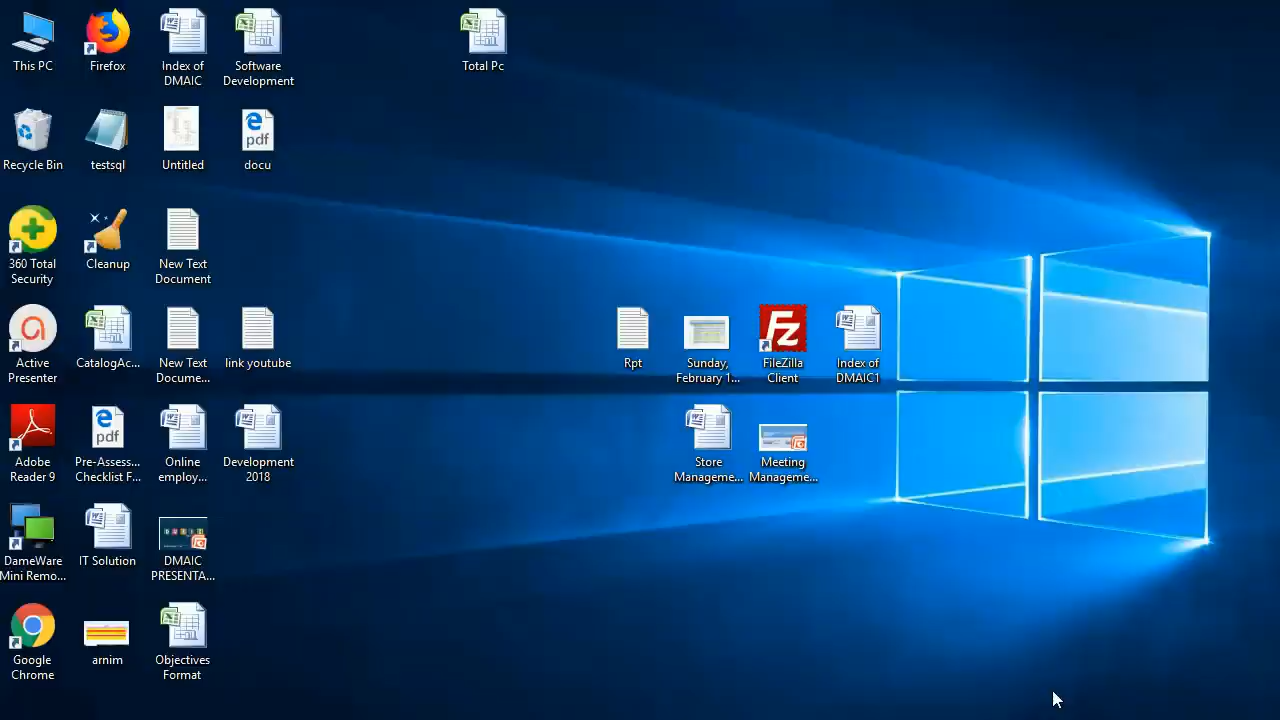 This PC
Firefox
Index of
DMAIC
Software
Development
Total Pc
Recycle Bin
testsql
Untitled
pdf
docu
360 Total
Security
Cleanup
New Text
Document
Active
Presenter
CatalogAc...
New Text
Docume...
link youtube
Rpt
Sunday,
February 1...
FZ
FileZilla
Client
Index of
DMAIC1
Adobe
Reader 9
pdf
Pre-Assess...
Checklist F...
Online
employ...
Development
2018
Store
Manageme...
Meeting
Manageme...
DameWare
Mini Remo...
IT Solution
DMAIC
PRESENTA...
Google
Chrome
arnim
Objectives
Format